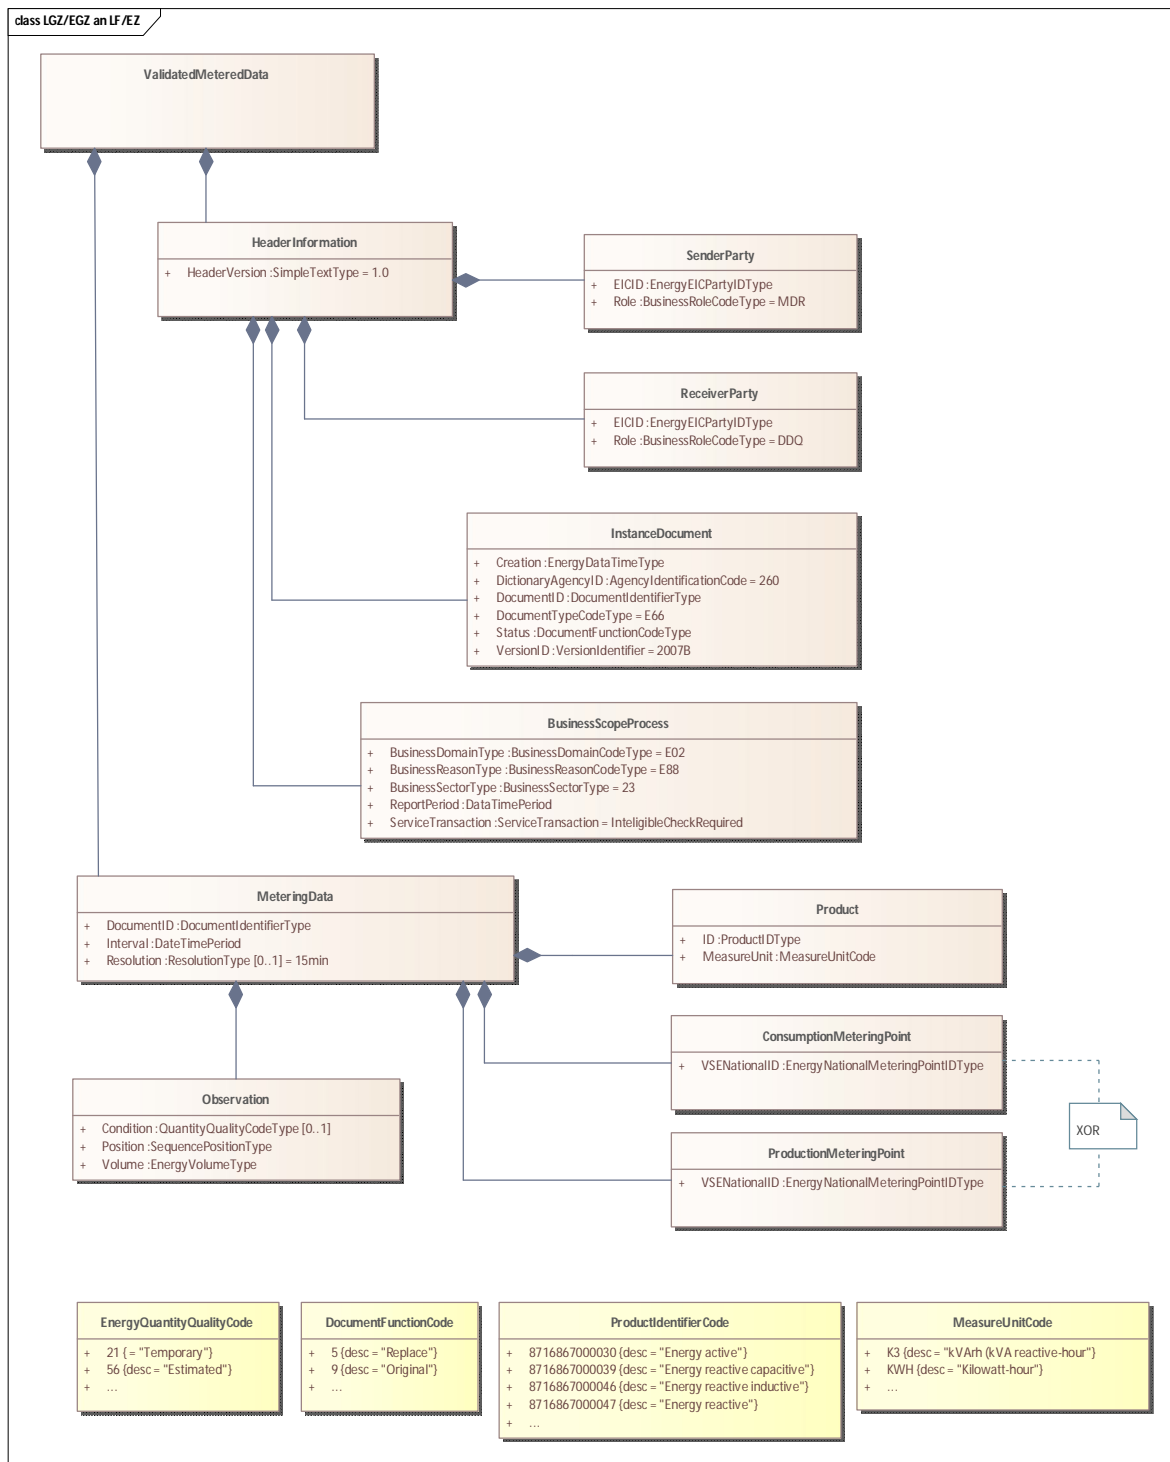 class LGZ/EGZ an LF/EZ
ValidatedMeteredData
HeaderInformation
+ HeaderVersion :SimpleTextType = 1.0
SenderParty
+ EICID :EnergyEICPartyIDType
+ Role :BusinessRoleCodeType = MDR
ReceiverParty
+ EICID :EnergyEICPartyIDType
+ Role :BusinessRoleCodeType = DDQ
InstanceDocument
+ Creation :EnergyDataTimeType
+ DictionaryAgencyID :AgencyIdentificationCode = 260
+ DocumentID :DocumentIdentifierType
+ DocumentTypeCodeType = E66
+ Status :DocumentFunctionCodeType
+ VersionID :VersionIdentifier = 2007B
BusinessScopeProcess
+ BusinessDomainType :BusinessDomainCodeType = E02
+ BusinessReasonType :BusinessReasonCodeType = E88
+ BusinessSectorType :BusinessSectorType = 23
+ ReportPeriod :DataTimePeriod
+ ServiceTransaction :ServiceTransaction = InteligibleCheckRequired
MeteringData
+ DocumentID :DocumentIdentifierType
+ Interval :DateTimePeriod
+ Resolution :ResolutionType [0..1] = 15min
Product
+ ID :ProductIDType
+ MeasureUnit :MeasureUnitCode
ConsumptionMeteringPoint
+ VSENationalID :EnergyNationalMeteringPointIDType
XOR
ProductionMeteringPoint
+ VSENationalID :EnergyNationalMeteringPointIDType
Observation
+ Condition :QuantityQualityCodeType [0..1]
+ Position :SequencePositionType
+ Volume :EnergyVolumeType
EnergyQuantityQualityCode
+ 21 { = "Temporary"}
+ 56 {desc = "Estimated"}
+ ...
DocumentFunctionCode
+ 5 {desc = "Replace"}
+ 9 {desc = "Original"}
+ ...
ProductIdentifierCode
+ 8716867000030 {desc = "Energy active"}
+ 8716867000039 {desc = "Energy reactive capacitive"}
+ 8716867000046 {desc = "Energy reactive inductive"}
+ 8716867000047 {desc = "Energy reactive"}
+ ...
MeasureUnitCode
+ K3 {desc = "kVArh (kVA reactive-hour"}
+ KWH {desc = "Kilowatt-hour"}
+ ...